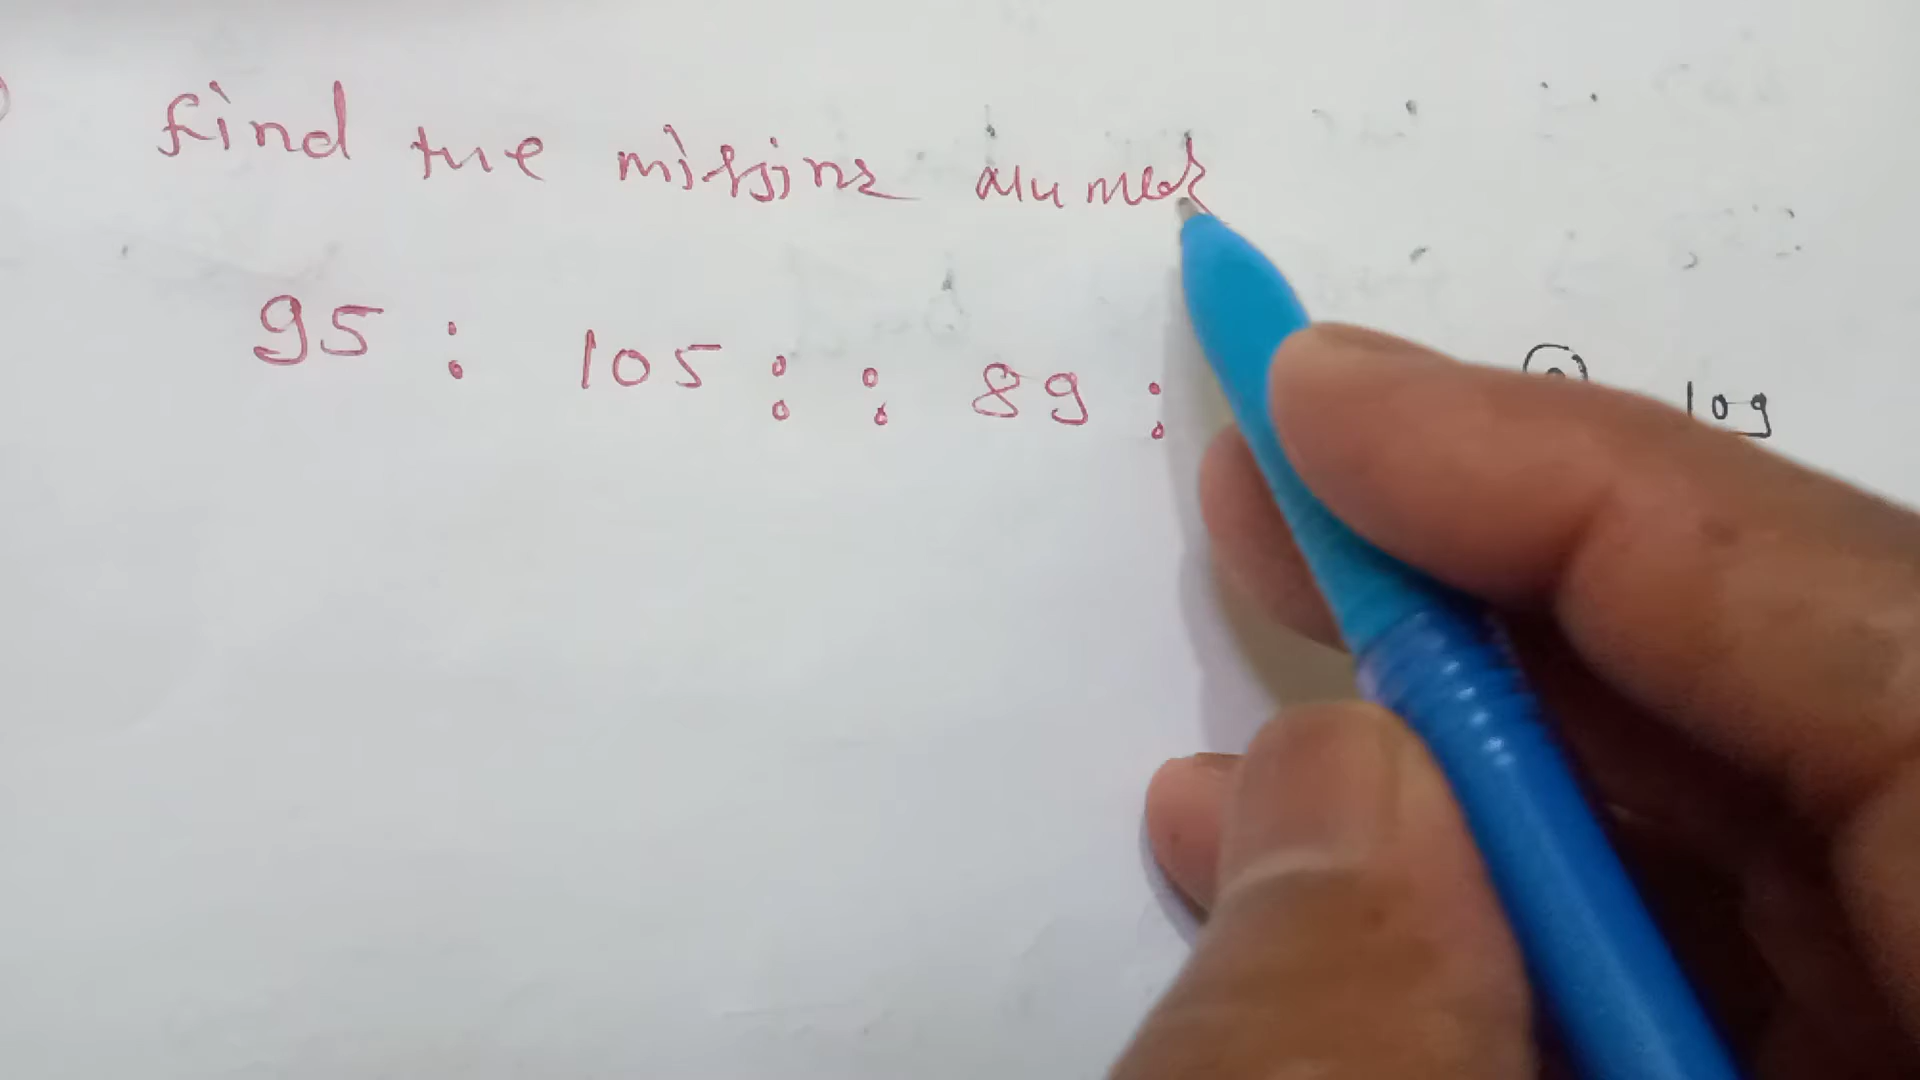 find the missing number
95 : 105 : : 89 :
109